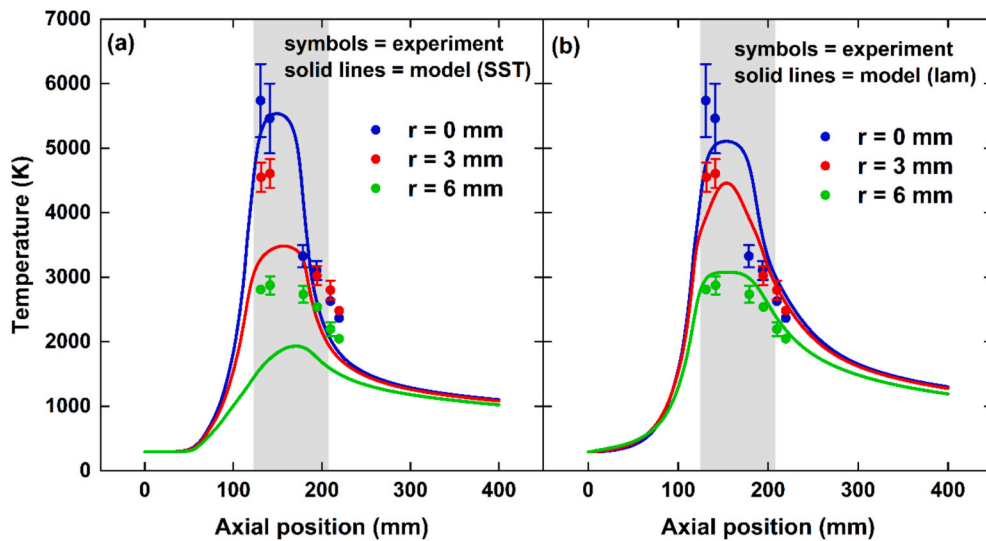 (a)
symbols = experiment
solid lines = model (SST)
r = 0 mm
r = 3 mm
r = 6 mm
(b)
symbols = experiment
solid lines = model (lam)
r = 0 mm
r = 3 mm
r = 6 mm
Temperature (K)
7000
6000
5000
4000
3000
2000
1000
0
0 100 200 300 400
0 100 200 300 400
Axial position (mm)
Axial position (mm)